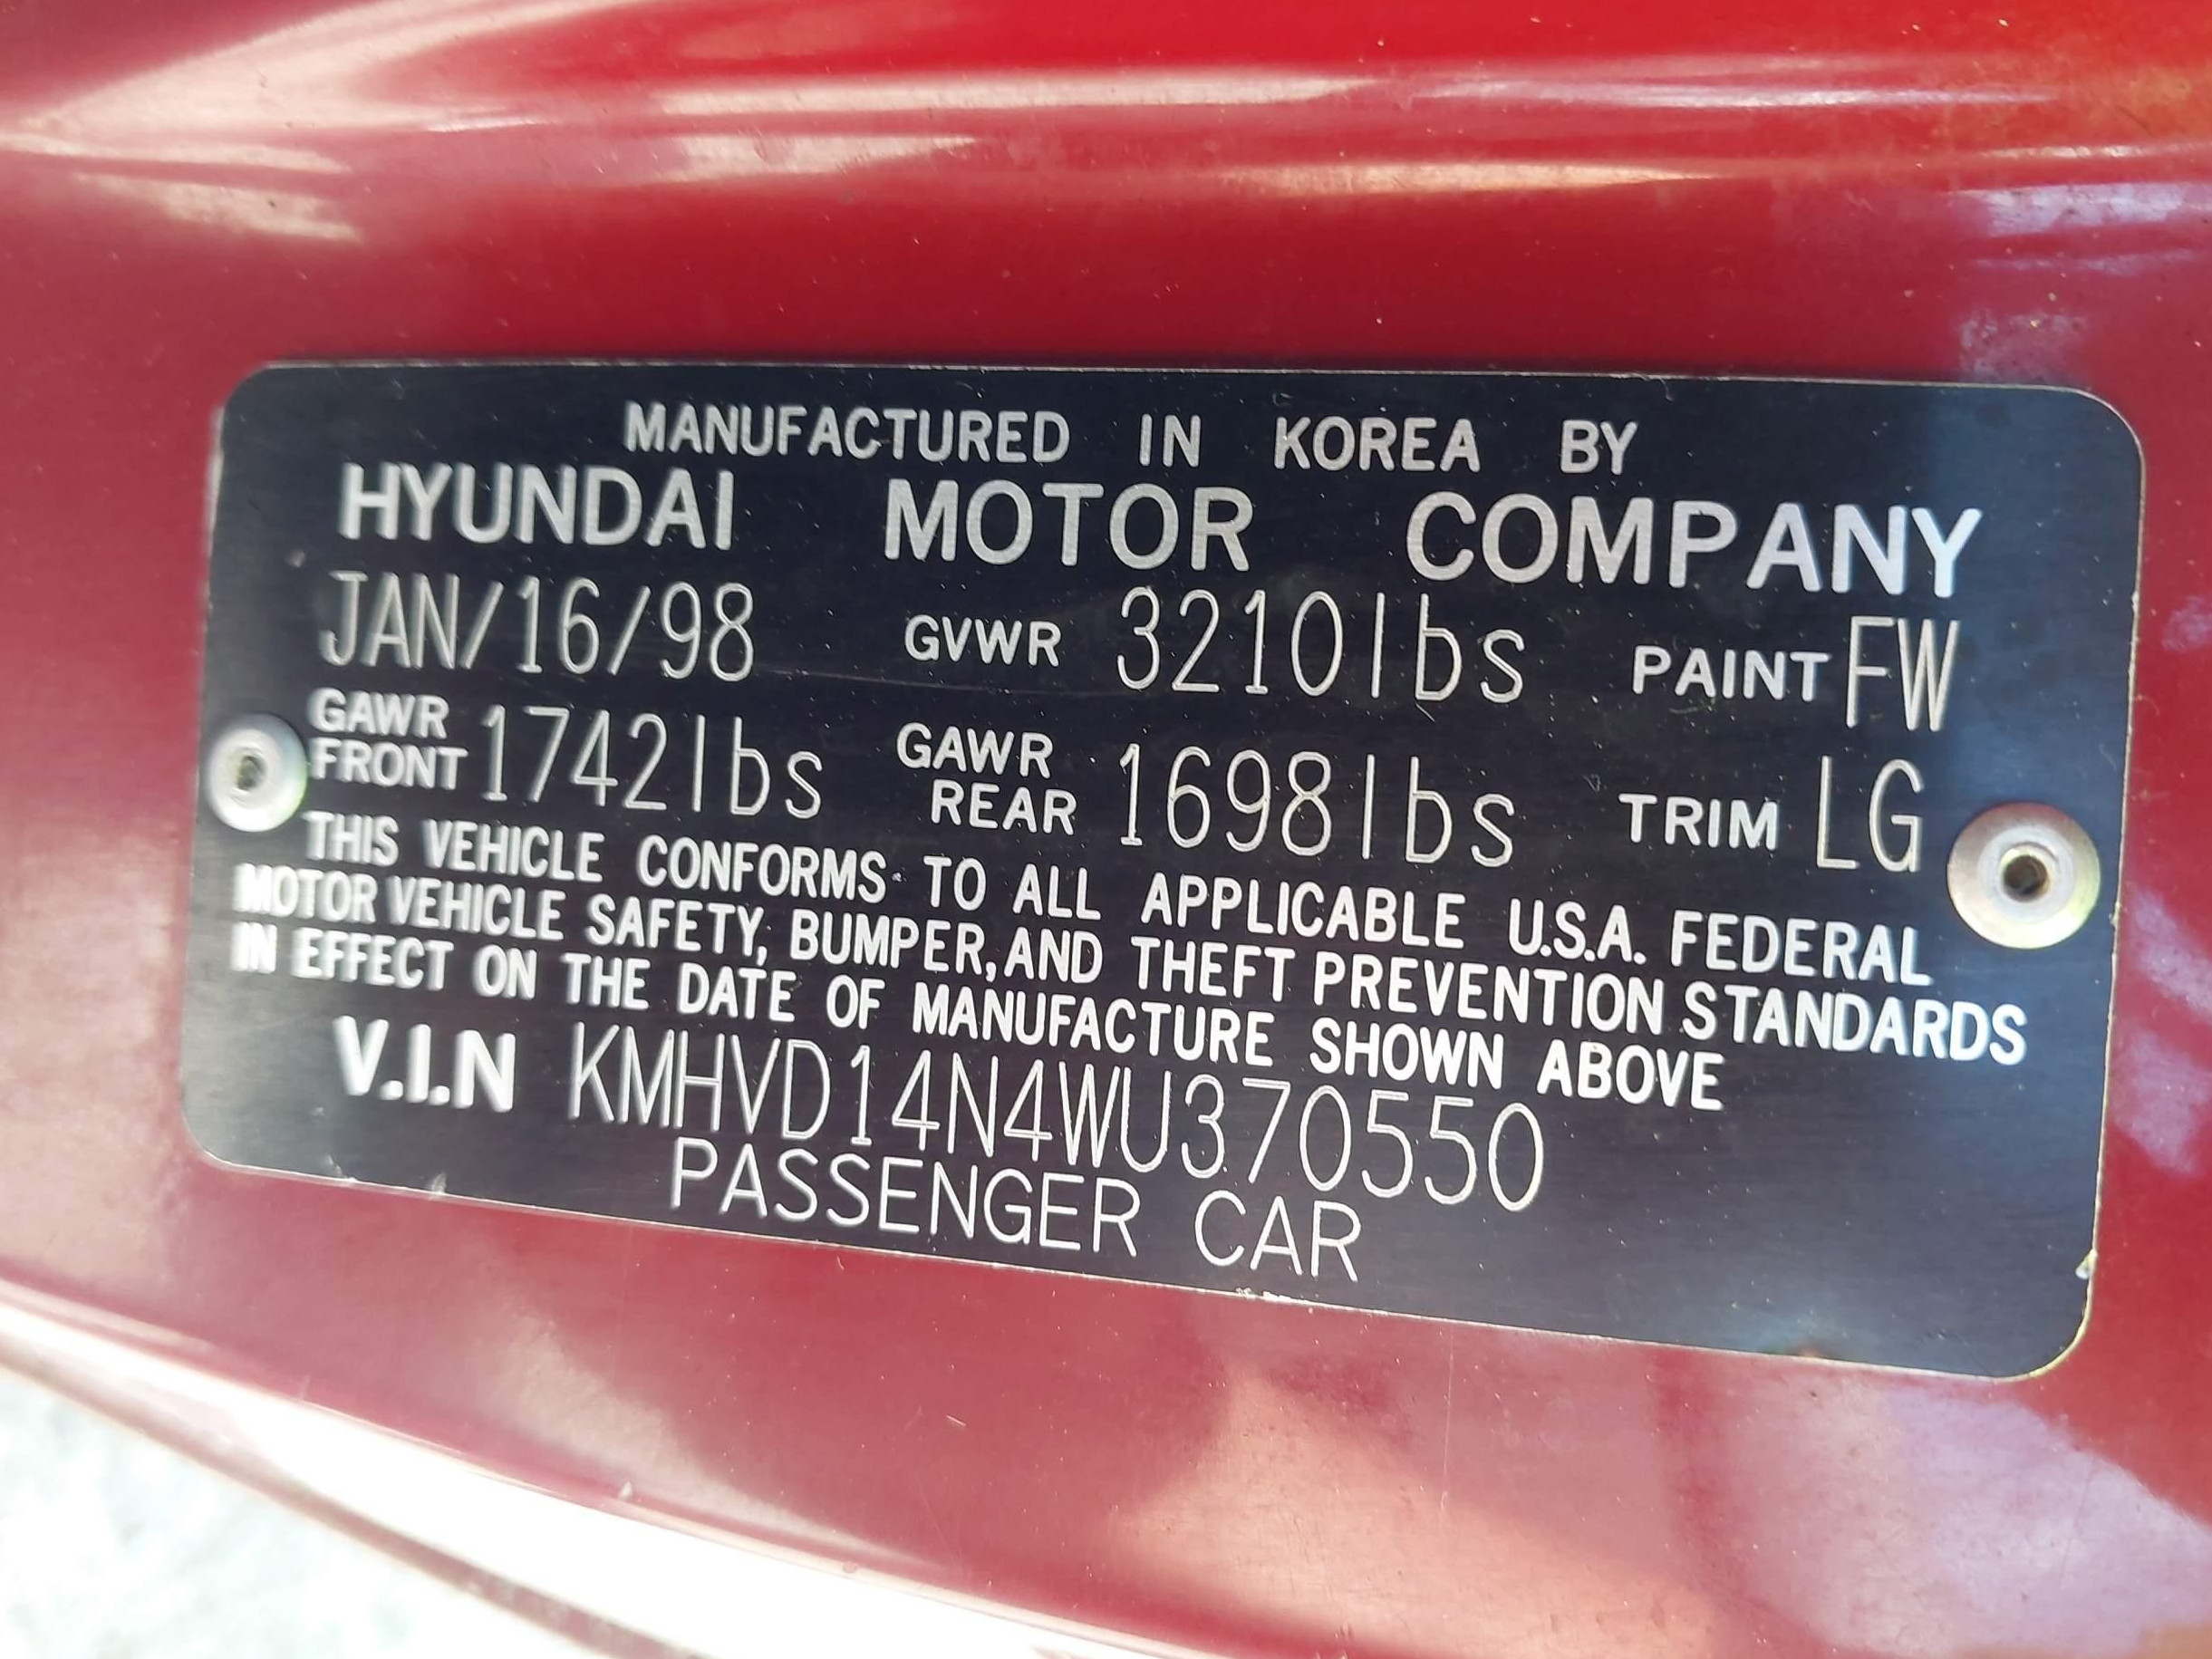 MANUFACTURED IN KOREA BY
HYUNDAI MOTOR COMPANY
JAN/16/98 GVWR 3210lbs PAINT FW
GAWR FRONT 1742lbs GAWR REAR 1698lbs TRIM LG
THIS VEHICLE CONFORMS TO ALL APPLICABLE U.S.A. FEDERAL
MOTOR VEHICLE SAFETY, BUMPER, AND THEFT PREVENTION STANDARDS
IN EFFECT ON THE DATE OF MANUFACTURE SHOWN ABOVE
V.I.N KMHVD14N4WU370550
PASSENGER CAR